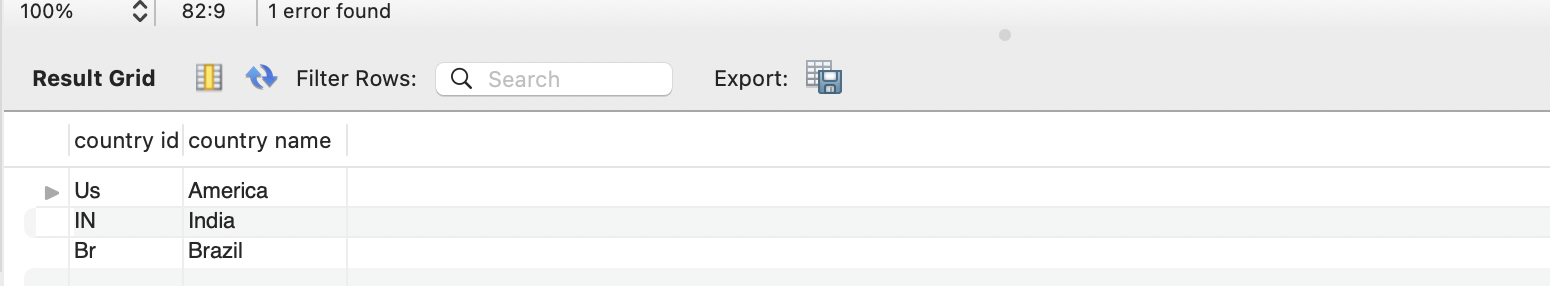 100% 82:9 1 error found
Result Grid Filter Rows: Search Export:
country id country name
Us America
IN India
Br Brazil